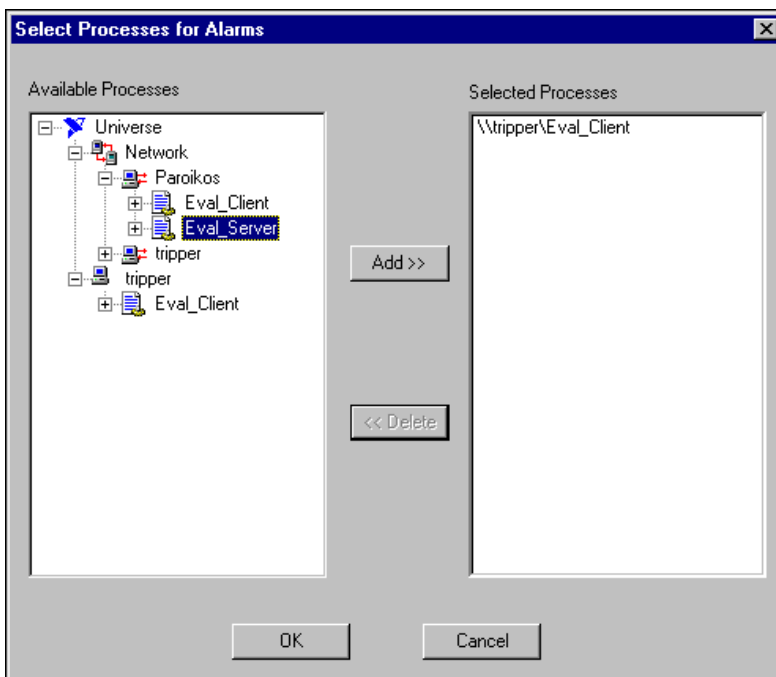 Select Processes for Alarms
Available Processes
Selected Processes
Universe
Network
Paroikos
Eval_Client
Eval_Server
tripper
tripper
Eval_Client
\\tripper\Eval_Client
Add >>
<< Delete
OK
Cancel